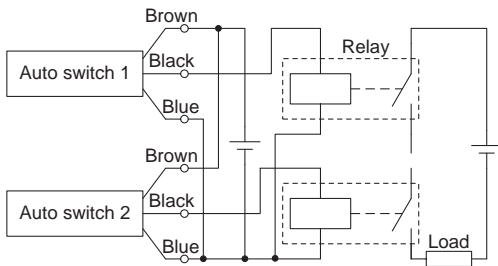 Brown
Auto switch 1
Black
Blue
Relay
Brown
Auto switch 2
Black
Blue
Load